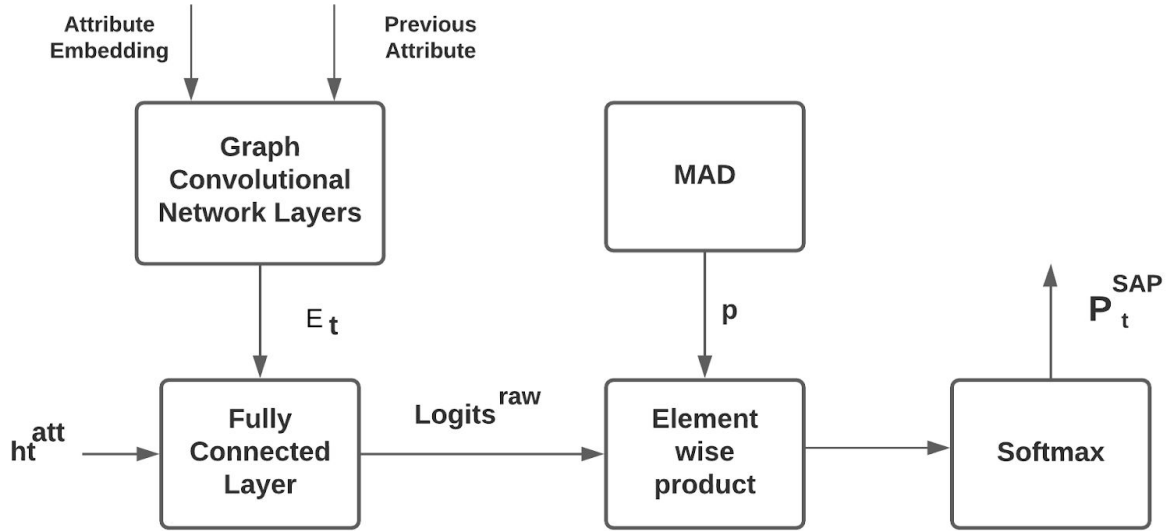 Attribute
Embedding
Previous
Attribute
Graph
Convolutional
Network Layers
MAD
E t
p
P t SAP
ht att
Fully
Connected
Layer
Logits raw
Element
wise
product
Softmax